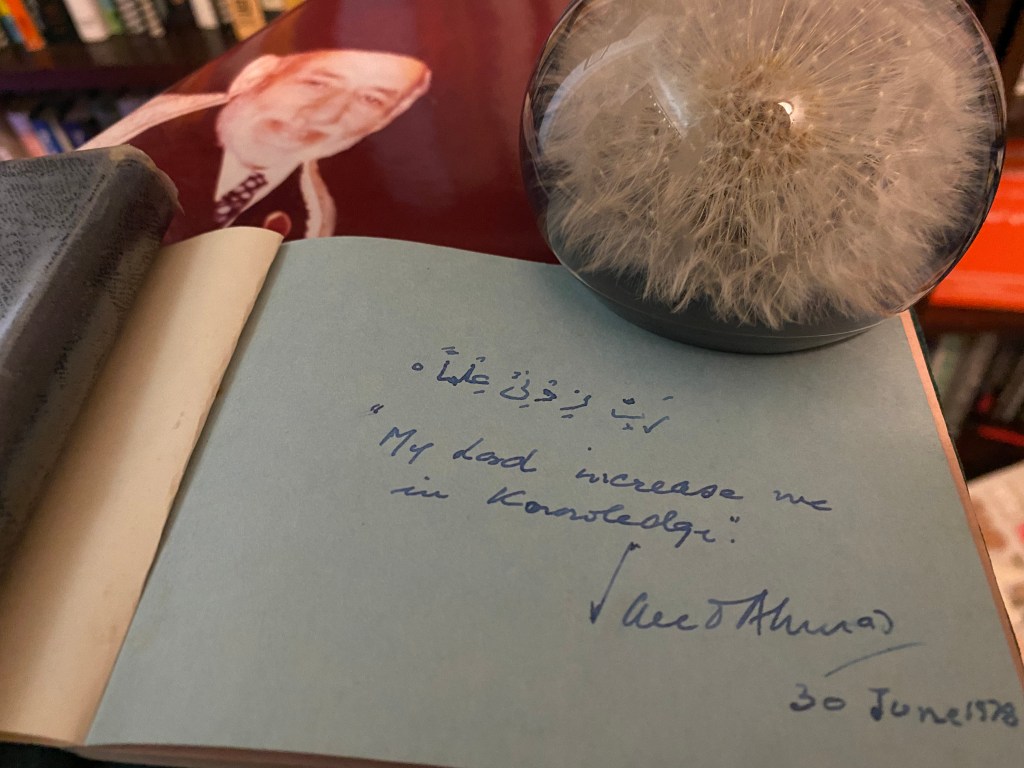 رَبِّ زِدْنِيْ عِلْمًا ه
"My Lord increase me
in Knowledge".
Saeed Ahmad
30 June 1978